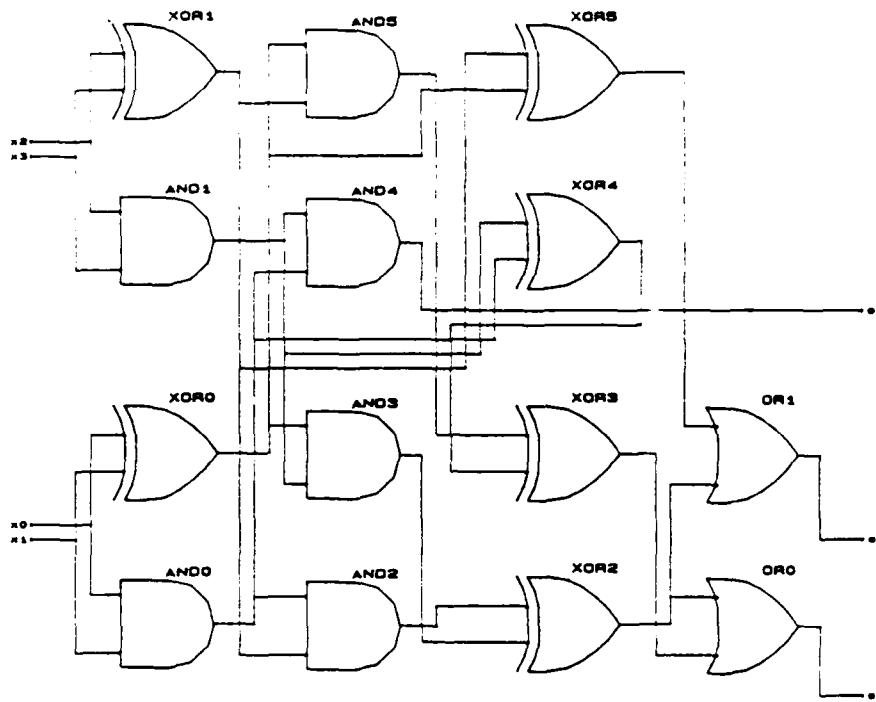 XOR1
AND5
XOR5
x2
x3
AND1
AND4
XOR4
XOR0
AND3
XOR3
OR1
x0
x1
AND0
AND2
XOR2
OR0